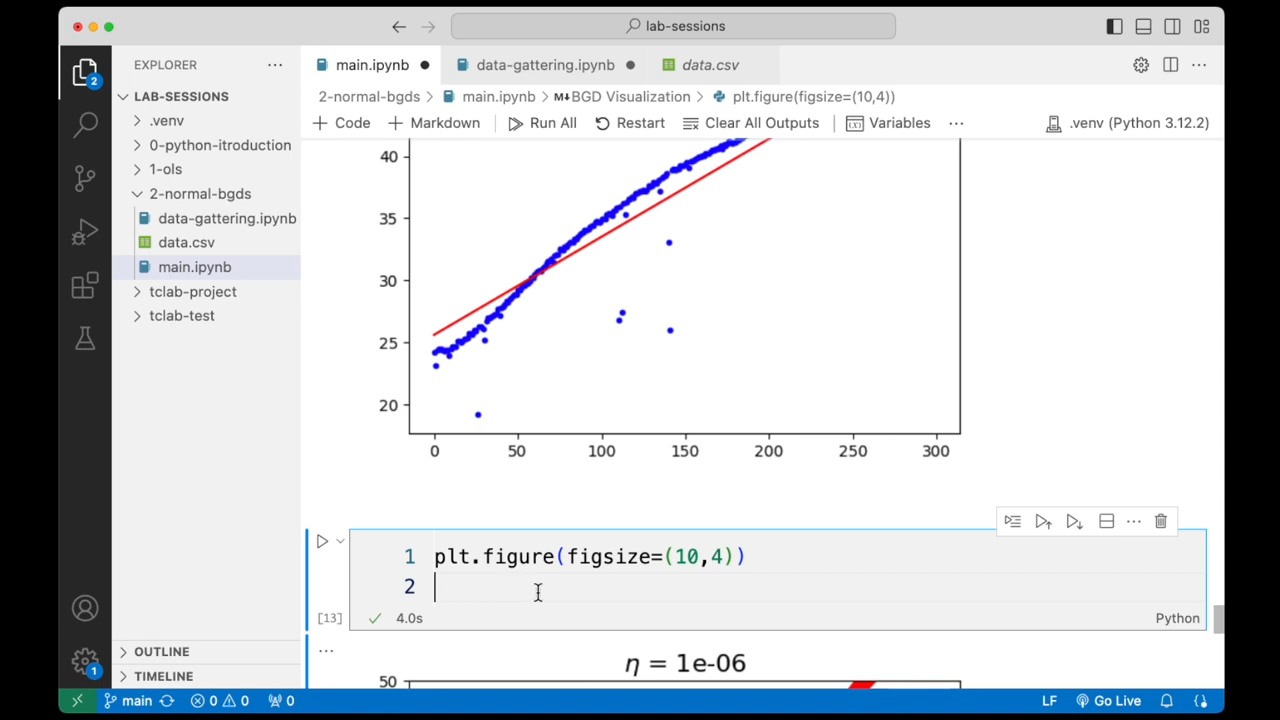 lab-sessions
EXPLORER
main.ipynb
data-gattering.ipynb
data.csv
LAB-SESSIONS
2-normal-bgds > main.ipynb > M↓BGD Visualization > plt.figure(figsize=(10,4))
.venv
+ Code + Markdown Run All Restart Clear All Outputs Variables ... .venv (Python 3.12.2)
0-python-itroduction
1-ols
2-normal-bgds
data-gattering.ipynb
data.csv
main.ipynb
tclab-project
tclab-test
40
35
30
25
20
0 50 100 150 200 250 300
1 plt.figure(figsize=(10,4))
2
[13] 4.0s Python
η = 1e-06
50
OUTLINE
TIMELINE
2
1
main 0 0 0 LF Go Live